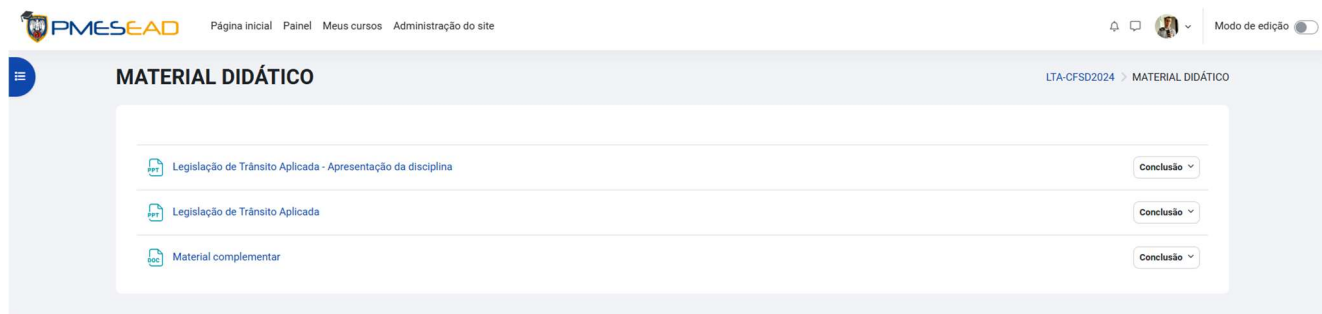 PMESEAD
Página inicial Painel Meus cursos Administração do site
Modo de edição
MATERIAL DIDÁTICO
LTA-CFSD2024 > MATERIAL DIDÁTICO
PPT Legislação de Trânsito Aplicada - Apresentação da disciplina Conclusão
PPT Legislação de Trânsito Aplicada Conclusão
DOC Material complementar Conclusão